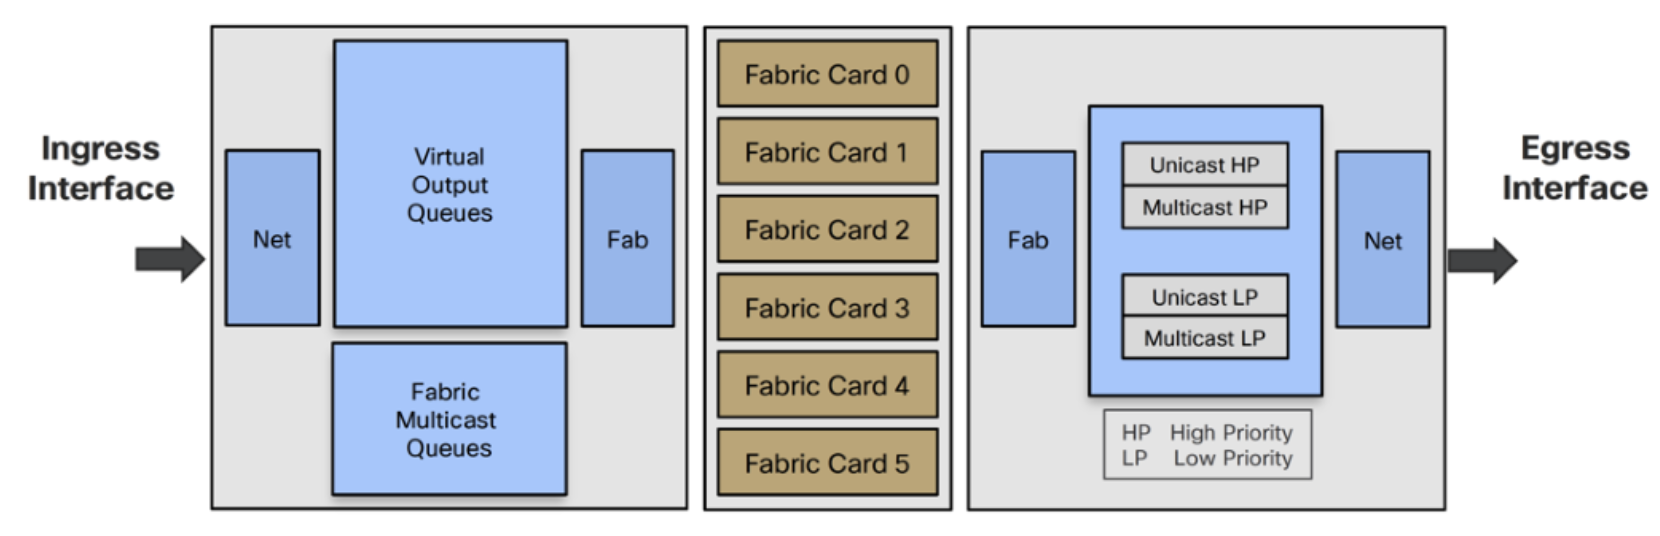 Ingress
Interface
Net
Virtual
Output
Queues
Fabric
Multicast
Queues
Fab
Fabric Card 0
Fabric Card 1
Fabric Card 2
Fabric Card 3
Fabric Card 4
Fabric Card 5
Fab
Unicast HP
Multicast HP
Unicast LP
Multicast LP
HP High Priority
LP Low Priority
Net
Egress
Interface